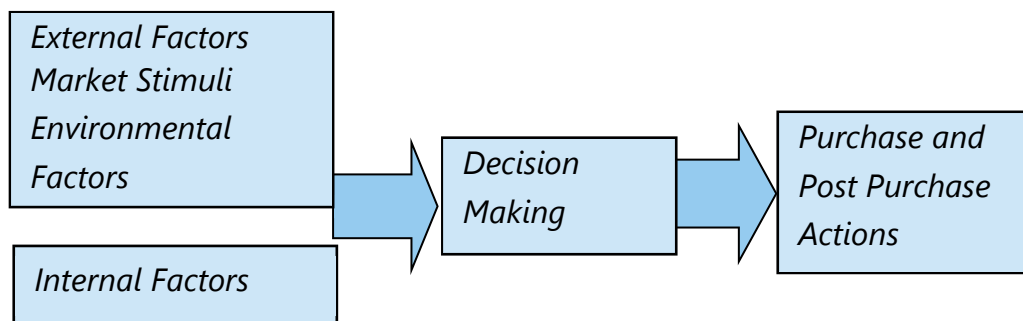 External Factors
Market Stimuli
Environmental
Factors
Internal Factors
Decision
Making
Purchase and
Post Purchase
Actions